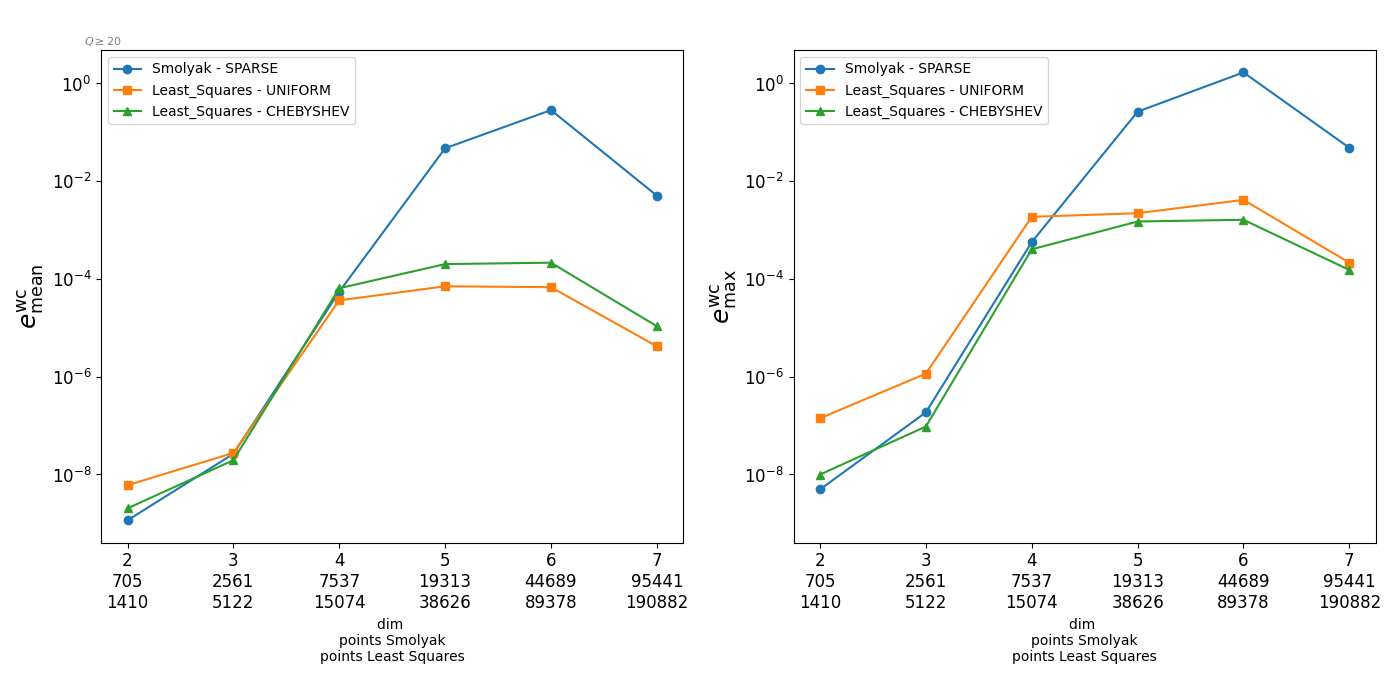 Q ≥ 20
Smolyak - SPARSE
Least_Squares - UNIFORM
Least_Squares - CHEBYSHEV
10⁰
10⁻²
10⁻⁴
10⁻⁶
10⁻⁸
e^wc_mean
2 3 4 5 6 7
705 2561 7537 19313 44689 95441
1410 5122 15074 38626 89378 190882
dim
points Smolyak
points Least Squares
Smolyak - SPARSE
Least_Squares - UNIFORM
Least_Squares - CHEBYSHEV
10⁰
10⁻²
10⁻⁴
10⁻⁶
10⁻⁸
e^wc_max
2 3 4 5 6 7
705 2561 7537 19313 44689 95441
1410 5122 15074 38626 89378 190882
dim
points Smolyak
points Least Squares